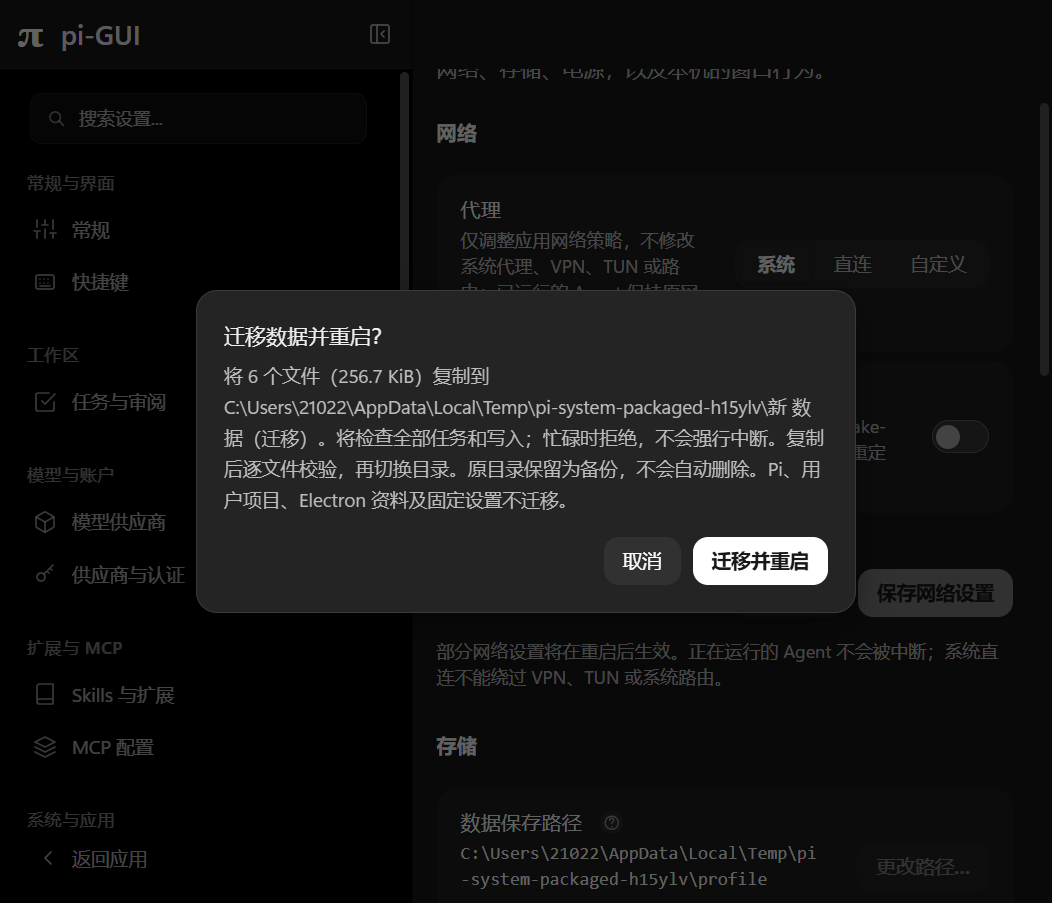 π pi-GUI
搜索设置...
常规与界面
常规
快捷键
工作区
任务与审阅
模型与账户
模型供应商
供应商与认证
扩展与 MCP
Skills 与扩展
MCP 配置
系统与应用
返回应用
网络、存储、电源，以及本机的窗口行为。
网络
代理
仅调整应用网络策略，不修改
系统代理、VPN、TUN 或路
由；已运行的 Agent 保持原网
系统 直连 自定义
迁移数据并重启?
将 6 个文件（256.7 KiB）复制到
C:\Users\21022\AppData\Local\Temp\pi-system-packaged-h15ylv\新 数
据（迁移）。将检查全部任务和写入；忙碌时拒绝，不会强行中断。复制
后逐文件校验，再切换目录。原目录保留为备份，不会自动删除。Pi、用
户项目、Electron 资料及固定设置不迁移。
取消 迁移并重启
ake-
重定
保存网络设置
部分网络设置将在重启后生效。正在运行的 Agent 不会被中断；系统直
连不能绕过 VPN、TUN 或系统路由。
存储
数据保存路径
C:\Users\21022\AppData\Local\Temp\pi
-system-packaged-h15ylv\profile
更改路径...